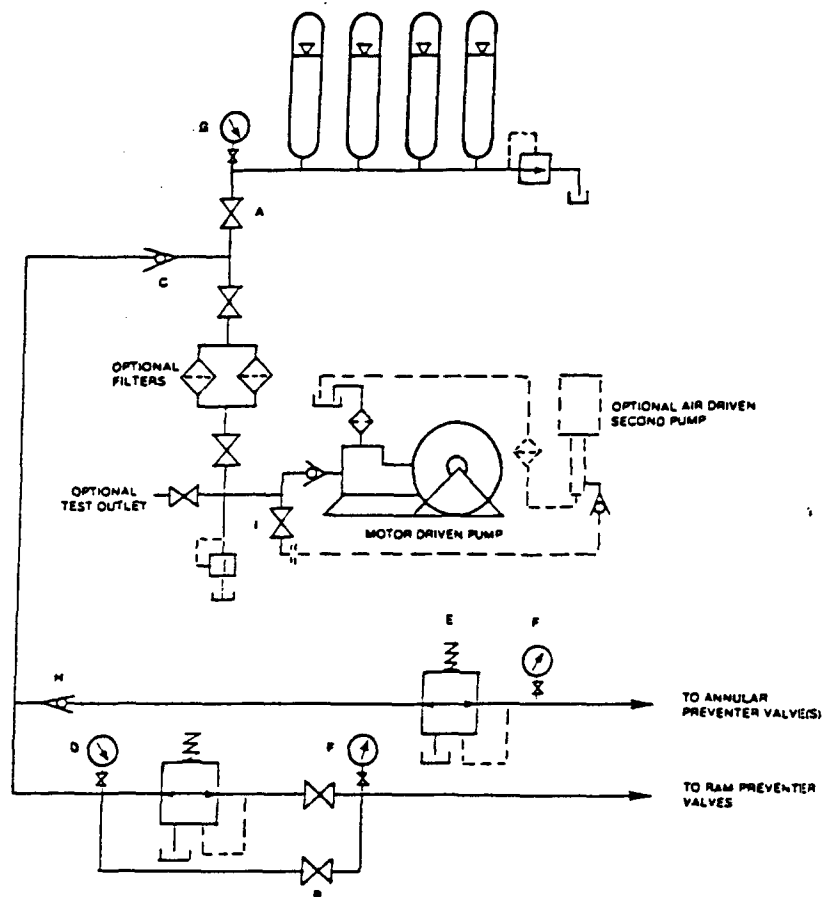 G
A
C
OPTIONAL
FILTERS
OPTIONAL AIR DRIVEN
SECOND PUMP
OPTIONAL
TEST OUTLET
I
MOTOR DRIVEN PUMP
E
F
H
TO ANNULAR
PREVENTER VALVE(S)
D
F
TO RAM PREVENTIER
VALVES